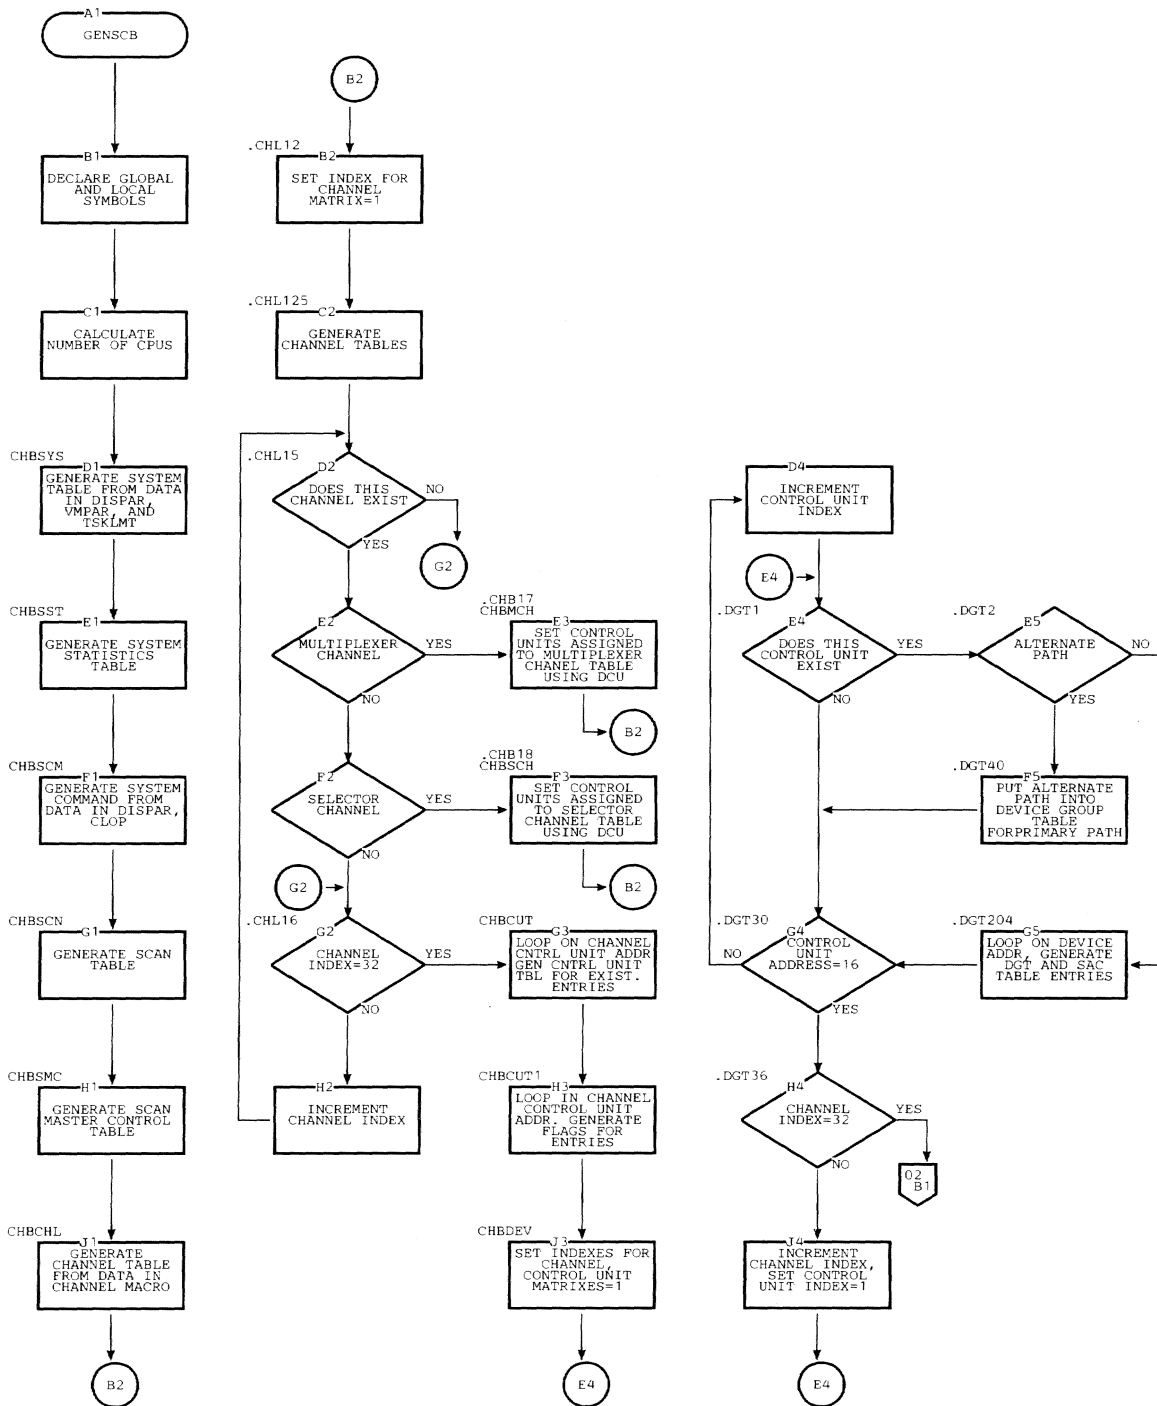 A1
GENSCB
B1
DECLARE GLOBAL
AND LOCAL
SYMBOLS
C1
CALCULATE
NUMBER OF CPUS
CHBSYS
D1
GENERATE SYSTEM
TABLE FROM DATA
IN DISPAR,
VMPAR, AND
TSKLMT
CHBSST
E1
GENERATE SYSTEM
STATISTICS
TABLE
CHBSCM
F1
GENERATE SYSTEM
COMMAND FROM
DATA IN DISPAR,
CLOP
CHBSCN
G1
GENERATE SCAN
TABLE
CHBSMC
H1
GENERATE SCAN
MASTER CONTROL
TABLE
CHBCHL
J1
GENERATE
CHANNEL TABLE
FROM DATA IN
CHANNEL MACRO
B2
B2
.CHL12
B2
SET INDEX FOR
CHANNEL
MATRIX=1
.CHL125
C2
GENERATE
CHANNEL TABLES
.CHL15
D2
DOES THIS
CHANNEL EXIST
NO
YES
G2
E2
MULTIPLEXER
CHANNEL
YES
NO
F2
SELECTOR
CHANNEL
YES
NO
G2
.CHL16
G2
CHANNEL
INDEX=32
YES
NO
H2
INCREMENT
CHANNEL INDEX
.CHB17
CHBMCH
E3
SET CONTROL
UNITS ASSIGNED
TO MULTIPLEXER
CHANEL TABLE
USING DCU
B2
.CHB18
CHBSCH
F3
SET CONTROL
UNITS ASSIGNED
TO SELECTOR
CHANNEL TABLE
USING DCU
B2
CHBCUT
G3
LOOP ON CHANNEL
CNTRL UNIT ADDR
GEN CNTRL UNIT
TBL FOR EXIST.
ENTRIES
CHBCUT1
H3
LOOP IN CHANNEL
CONTROL UNIT
ADDR. GENERATE
FLAGS FOR
ENTRIES
CHBDEV
J3
SET INDEXES FOR
CHANNEL,
CONTROL UNIT
MATRIXES=1
E4
D4
INCREMENT
CONTROL UNIT
INDEX
E4
.DGT1
E4
DOES THIS
CONTROL UNIT
EXIST
YES
NO
.DGT30
G4
CONTROL
UNIT
ADDRESS=16
NO
YES
.DGT36
H4
CHANNEL
INDEX=32
YES
NO
02
B1
J4
INCREMENT
CHANNEL INDEX,
SET CONTROL
UNIT INDEX=1
E4
.DGT2
E5
ALTERNATE
PATH
NO
YES
.DGT40
F5
PUT ALTERNATE
PATH INTO
DEVICE GROUP
TABLE
FORPRIMARY PATH
.DGT204
G5
LOOP ON DEVICE
ADDR, GENERATE
DGT AND SAC
TABLE ENTRIES